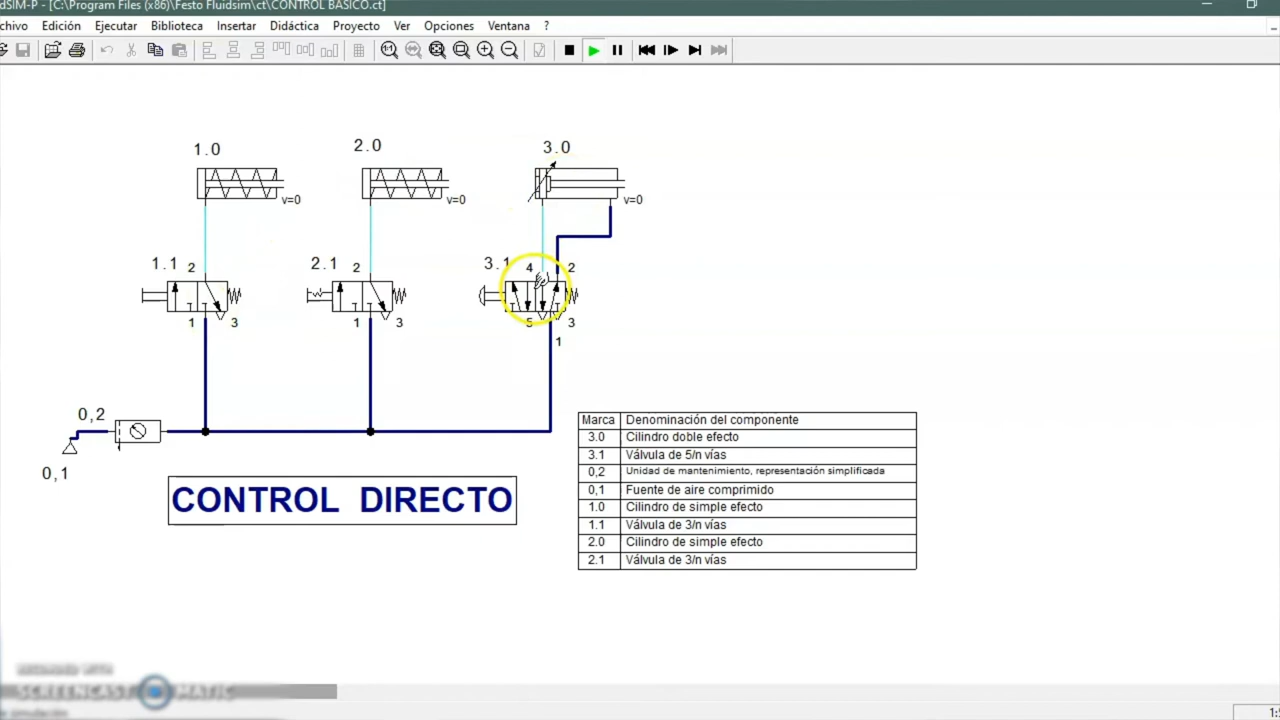 dSIM-P - [C:\Program Files (x86)\Festo Fluidsim\ct\CONTROL BASICO.ct]
chivo Edición Ejecutar Biblioteca Insertar Didáctica Proyecto Ver Opciones Ventana ?
1.0 2.0 3.0
v=0 v=0 v=0
1.1 2 2.1 2 3.1 4 2
1 3 1 3 5 3
1
0,2
0,1
CONTROL DIRECTO
Marca Denominación del componente
3.0 Cilindro doble efecto
3.1 Válvula de 5/n vías
0,2 Unidad de mantenimiento, representación simplificada
0,1 Fuente de aire comprimido
1.0 Cilindro de simple efecto
1.1 Válvula de 3/n vías
2.0 Cilindro de simple efecto
2.1 Válvula de 3/n vías
RECORDED WITH
SCREENCAST MATIC
simulación